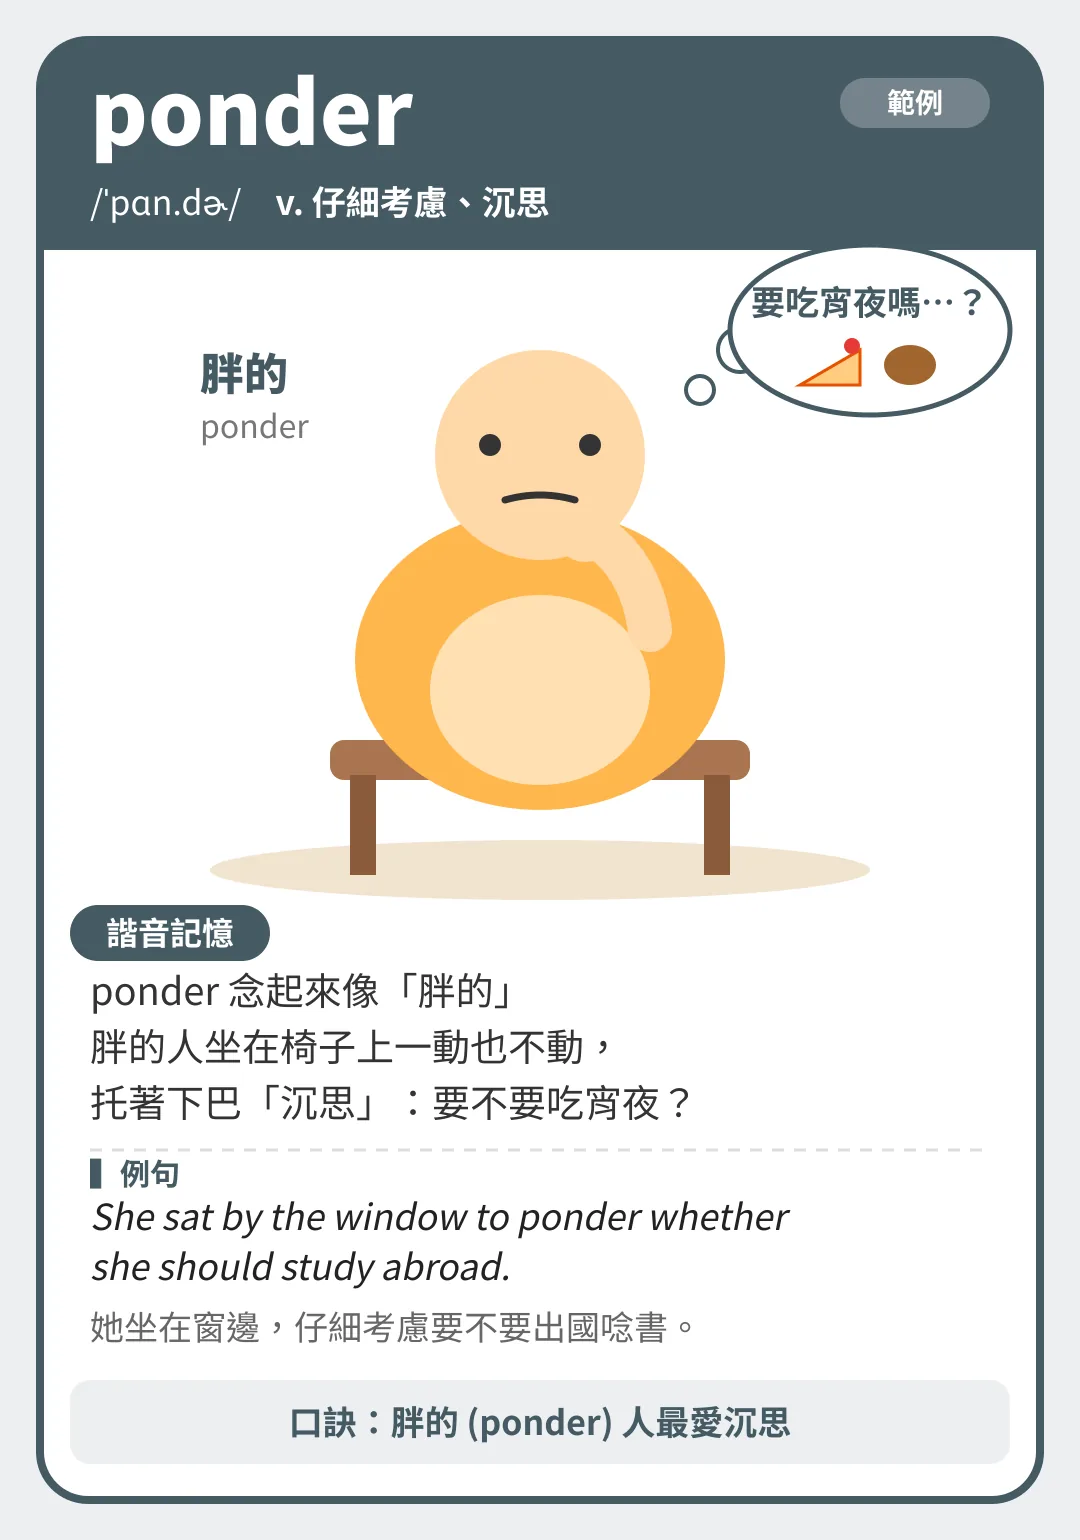 ponder
範例
/ˈpɑn.dɚ/ v. 仔細考慮、沉思
要吃宵夜嗎…？
胖的
ponder
諧音記憶
ponder 念起來像「胖的」
胖的人坐在椅子上一動也不動，
托著下巴「沉思」：要不要吃宵夜？
例句
She sat by the window to ponder whether
she should study abroad.
她坐在窗邊，仔細考慮要不要出國唸書。
口訣：胖的 (ponder) 人最愛沉思